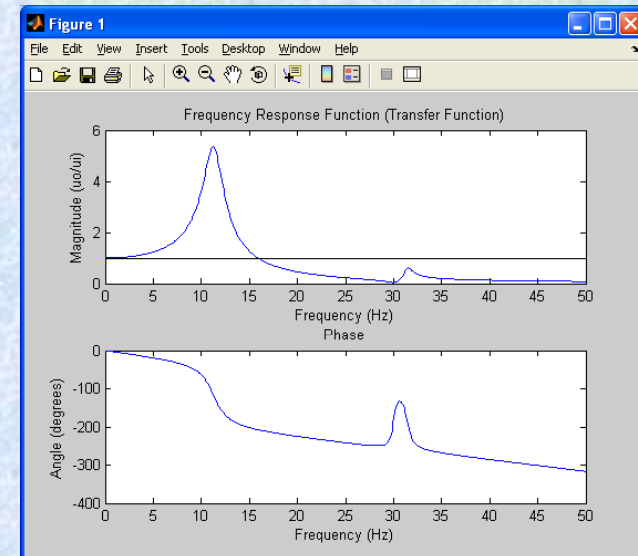 Figure 1
File Edit View Insert Tools Desktop Window Help
Frequency Response Function (Transfer Function)
Magnitude (uo/ui)
6
4
2
0
0 5 10 15 20 25 30 35 40 45 50
Frequency (Hz)
Phase
Angle (degrees)
0
-100
-200
-300
-400
0 5 10 15 20 25 30 35 40 45 50
Frequency (Hz)